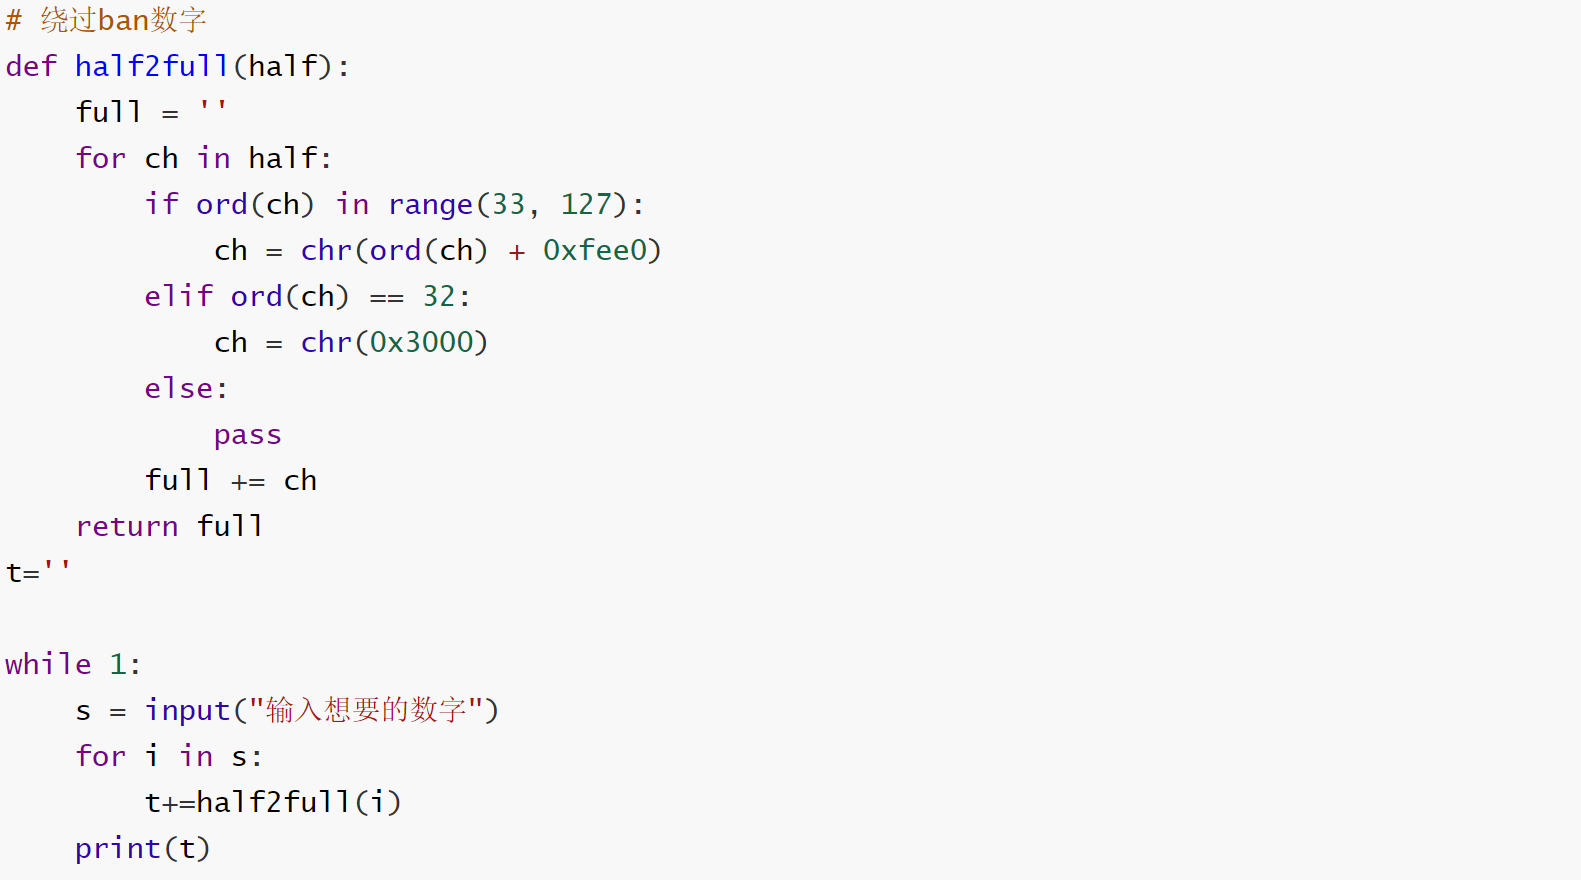 # 绕过ban数字
def half2full(half):
    full = ''
    for ch in half:
        if ord(ch) in range(33, 127):
            ch = chr(ord(ch) + 0xfee0)
        elif ord(ch) == 32:
            ch = chr(0x3000)
        else:
            pass
        full += ch
    return full
t=''
while 1:
    s = input("输入想要的数字")
    for i in s:
        t+=half2full(i)
    print(t)